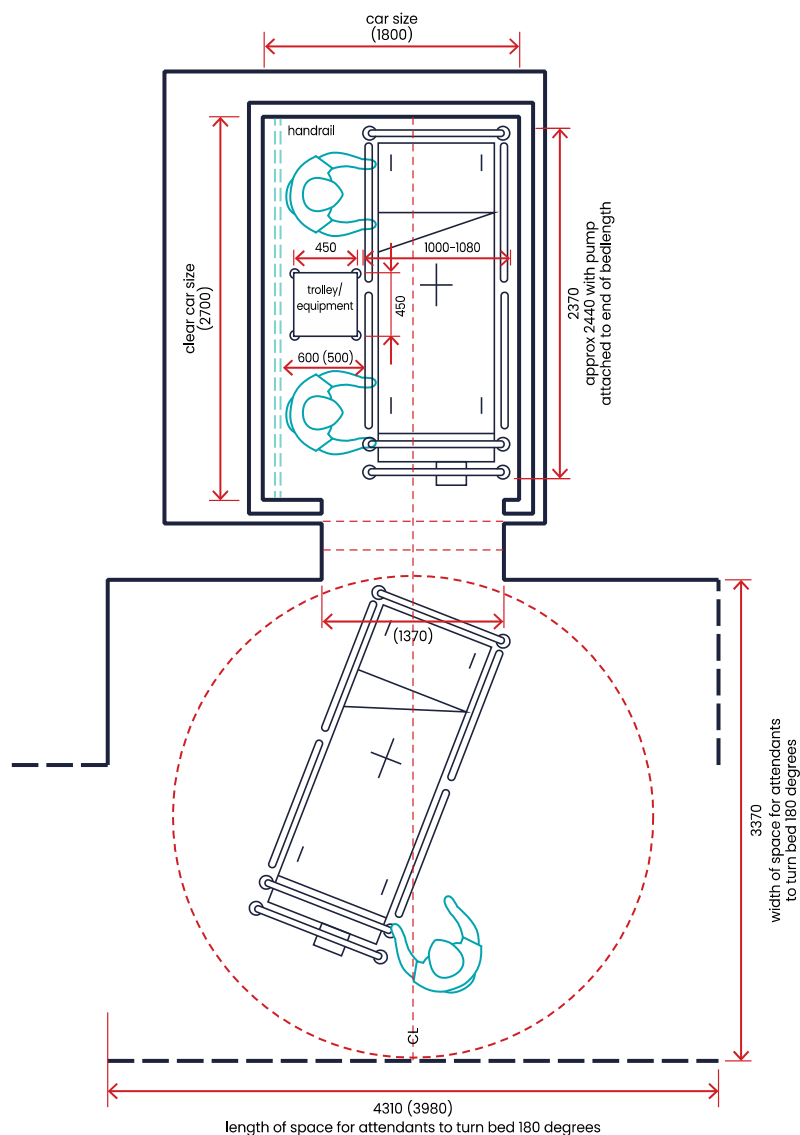 car size
(1800)
handrail
450
1000-1080
trolley/
equipment
450
600 (500)
clear car size
(2700)
2370
approx 2440 with pump
attached to end of bedlength
(1370)
3370
width of space for attendants
to turn bed 180 degrees
CL
4310 (3980)
length of space for attendants to turn bed 180 degrees